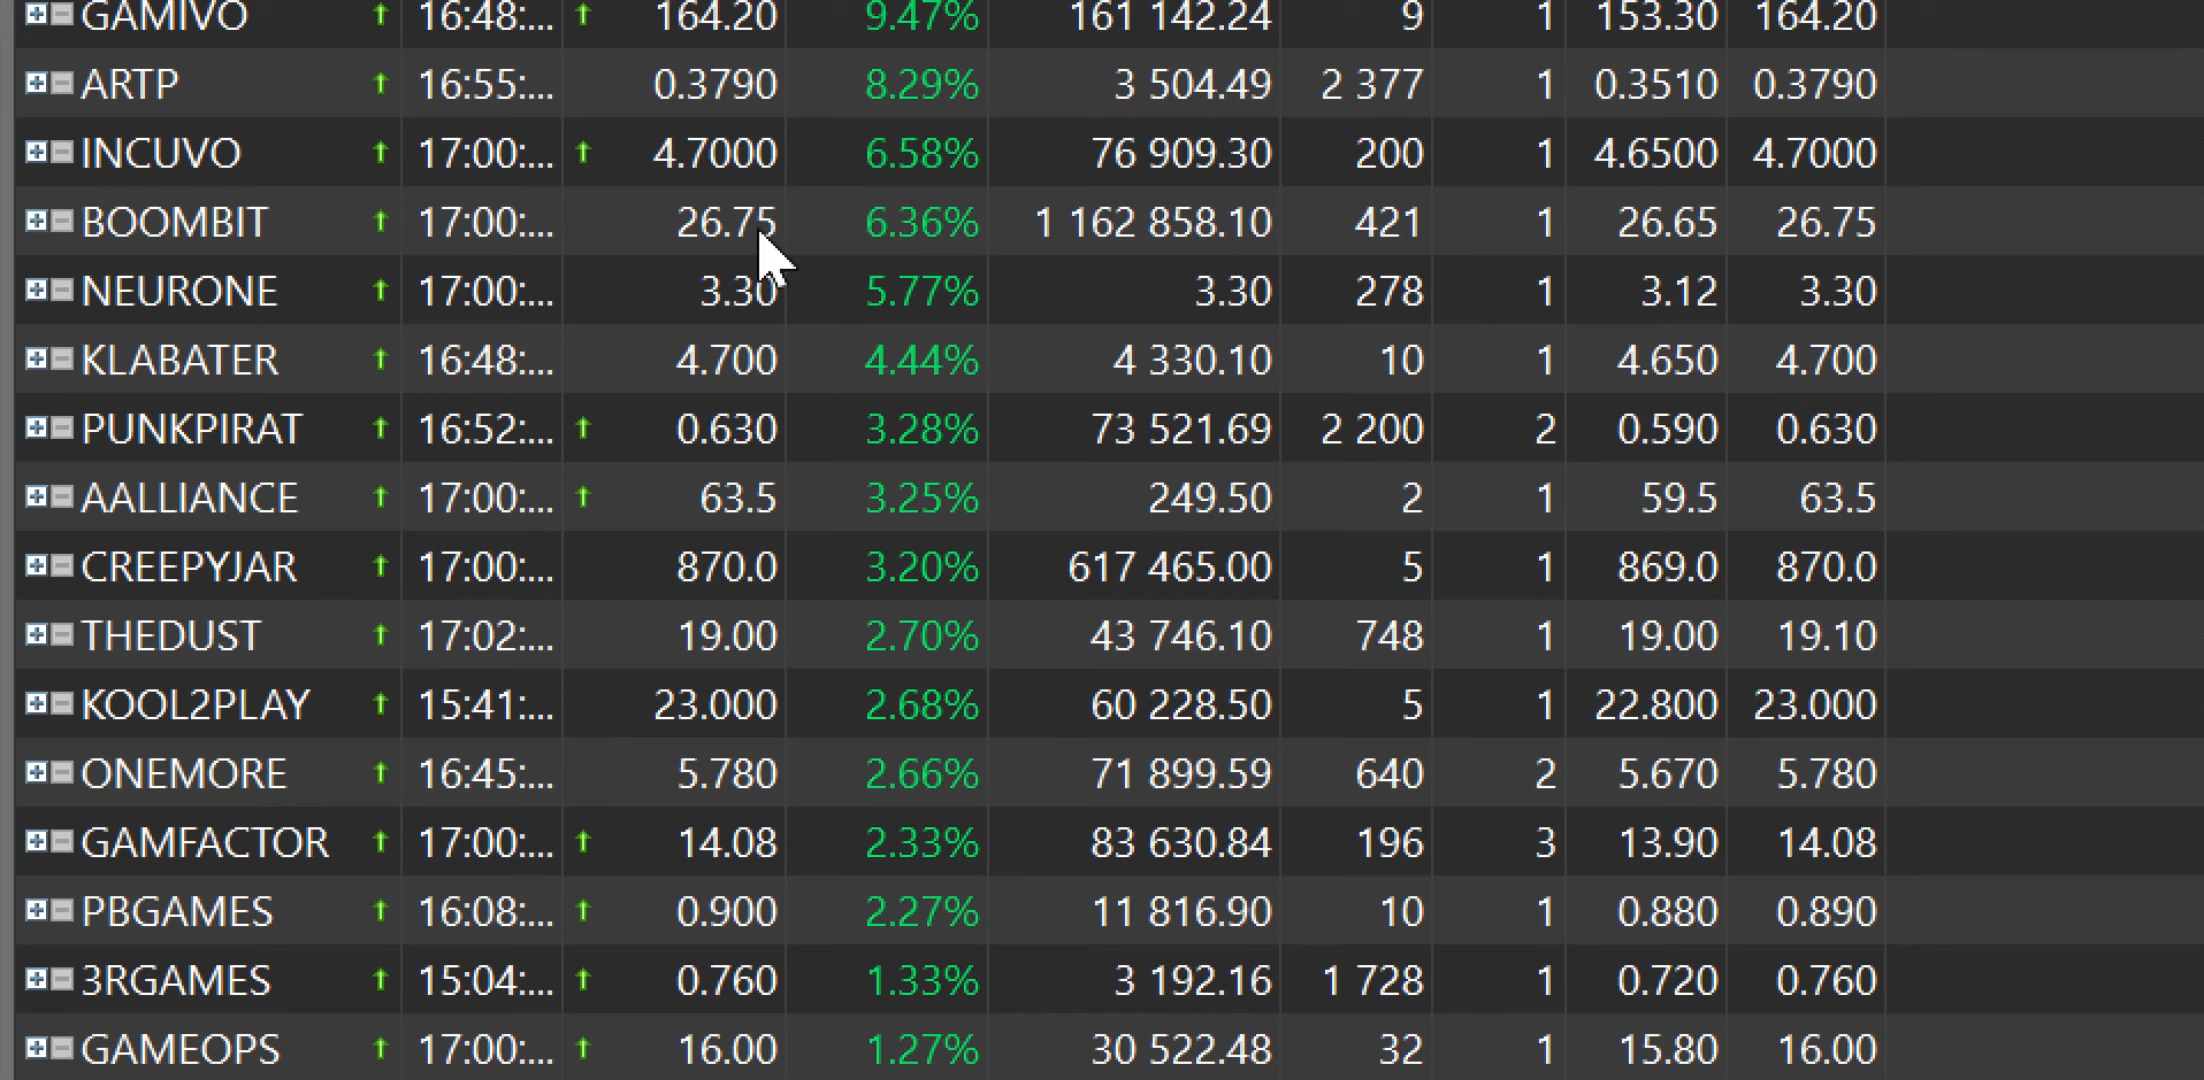 GAMIVO 16:48:... 164.20 9.47% 161 142.24 9 1 153.30 164.20
ARTP 16:55:... 0.3790 8.29% 3 504.49 2 377 1 0.3510 0.3790
INCUVO 17:00:... 4.7000 6.58% 76 909.30 200 1 4.6500 4.7000
BOOMBIT 17:00:... 26.75 6.36% 1 162 858.10 421 1 26.65 26.75
NEURONE 17:00:... 3.30 5.77% 3.30 278 1 3.12 3.30
KLABATER 16:48:... 4.700 4.44% 4 330.10 10 1 4.650 4.700
PUNKPIRAT 16:52:... 0.630 3.28% 73 521.69 2 200 2 0.590 0.630
AALLIANCE 17:00:... 63.5 3.25% 249.50 2 1 59.5 63.5
CREEPYJAR 17:00:... 870.0 3.20% 617 465.00 5 1 869.0 870.0
THEDUST 17:02:... 19.00 2.70% 43 746.10 748 1 19.00 19.10
KOOL2PLAY 15:41:... 23.000 2.68% 60 228.50 5 1 22.800 23.000
ONEMORE 16:45:... 5.780 2.66% 71 899.59 640 2 5.670 5.780
GAMFACTOR 17:00:... 14.08 2.33% 83 630.84 196 3 13.90 14.08
PBGAMES 16:08:... 0.900 2.27% 11 816.90 10 1 0.880 0.890
3RGAMES 15:04:... 0.760 1.33% 3 192.16 1 728 1 0.720 0.760
GAMEOPS 17:00:... 16.00 1.27% 30 522.48 32 1 15.80 16.00